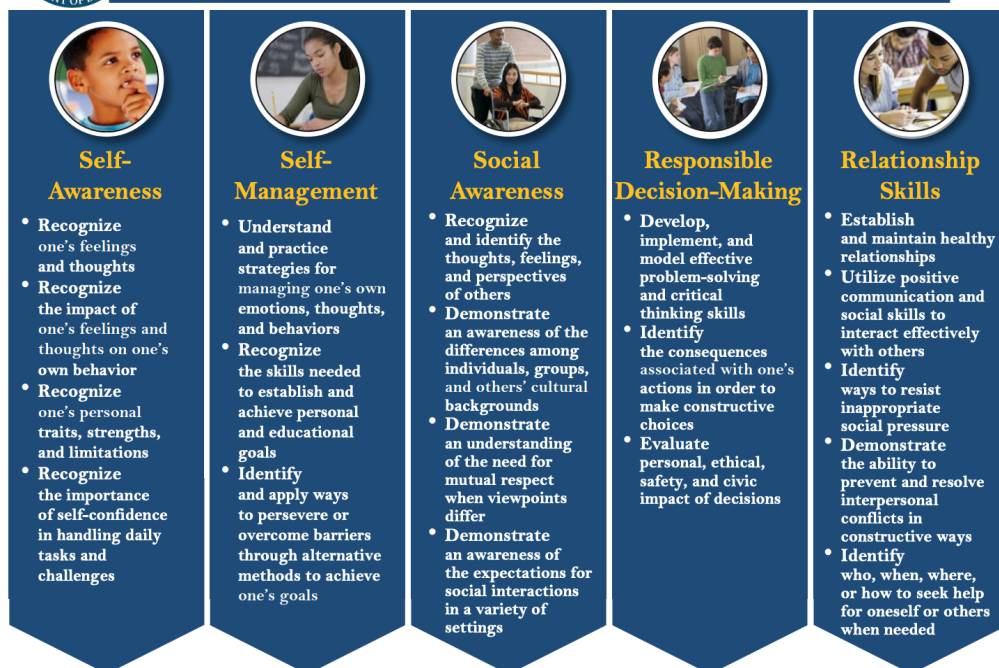 Self-
Awareness
• Recognize
one's feelings
and thoughts
• Recognize
the impact of
one's feelings and
thoughts on one's
own behavior
• Recognize
one's personal
traits, strengths,
and limitations
• Recognize
the importance
of self-confidence
in handling daily
tasks and
challenges
Self-
Management
• Understand
and practice
strategies for
managing one's own
emotions, thoughts,
and behaviors
• Recognize
the skills needed
to establish and
achieve personal
and educational
goals
• Identify
and apply ways
to persevere or
overcome barriers
through alternative
methods to achieve
one's goals
Social
Awareness
• Recognize
and identify the
thoughts, feelings,
and perspectives
of others
• Demonstrate
an awareness of the
differences among
individuals, groups,
and others' cultural
backgrounds
• Demonstrate
an understanding
of the need for
mutual respect
when viewpoints
differ
• Demonstrate
an awareness of
the expectations for
social interactions
in a variety of
settings
Responsible
Decision-Making
• Develop,
implement, and
model effective
problem-solving
and critical
thinking skills
• Identify
the consequences
associated with one's
actions in order to
make constructive
choices
• Evaluate
personal, ethical,
safety, and civic
impact of decisions
Relationship
Skills
• Establish
and maintain healthy
relationships
• Utilize positive
communication and
social skills to
interact effectively
with others
• Identify
ways to resist
inappropriate
social pressure
• Demonstrate
the ability to
prevent and resolve
interpersonal
conflicts in
constructive ways
• Identify
who, when, where,
or how to seek help
for oneself or others
when needed